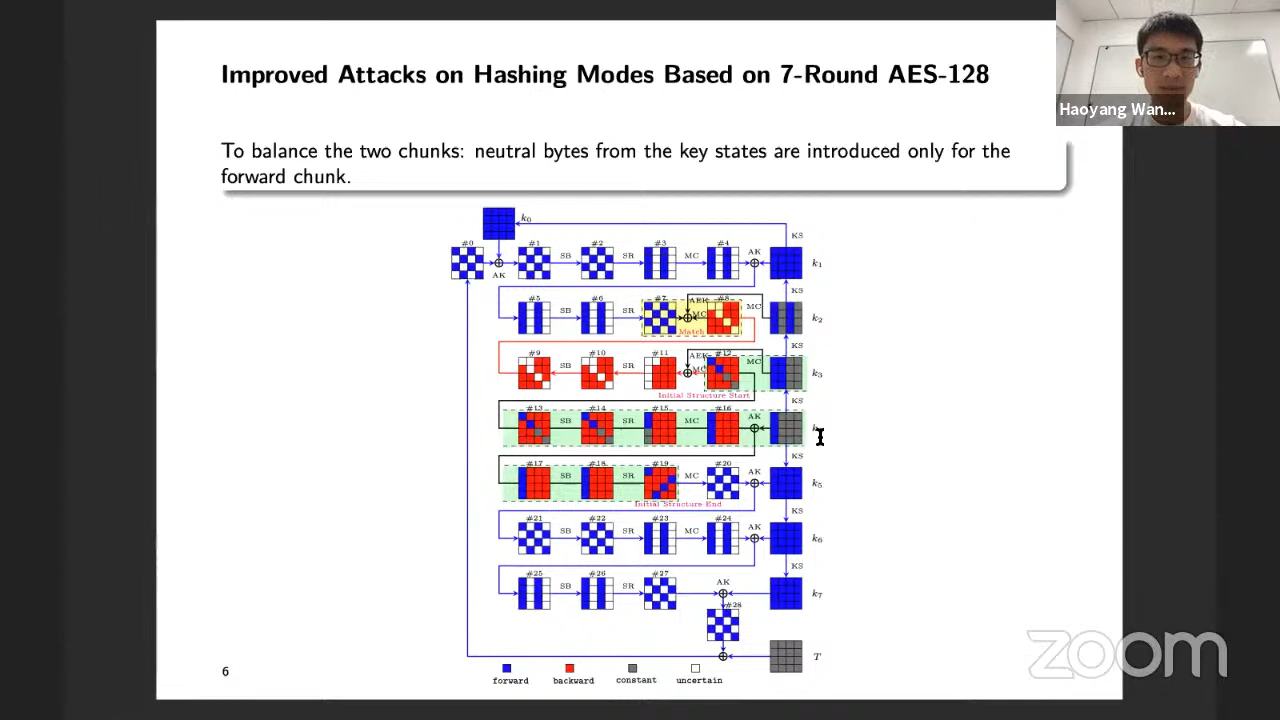 Improved Attacks on Hashing Modes Based on 7-Round AES-128
Haoyang Wan...
To balance the two chunks: neutral bytes from the key states are introduced only for the
forward chunk.
k0
KS
#0 #1 #2 #3 #4
SB SR MC AK k1
AK
KS
#5 #6 #7 #8
AEK
SB SR MC MC k2
Match
KS
#9 #10 #11 #12
AEK
SB SR MC MC k3
Initial Structure Start
KS
#13 #14 #15 #16
SB SR MC AK
KS
#17 #18 #19 #20
SB SR MC AK k5
Initial Structure End
KS
#21 #22 #23 #24
SB SR MC AK k6
KS
#25 #26 #27
SB SR AK k7
#28
T
6
forward backward constant uncertain
zoom